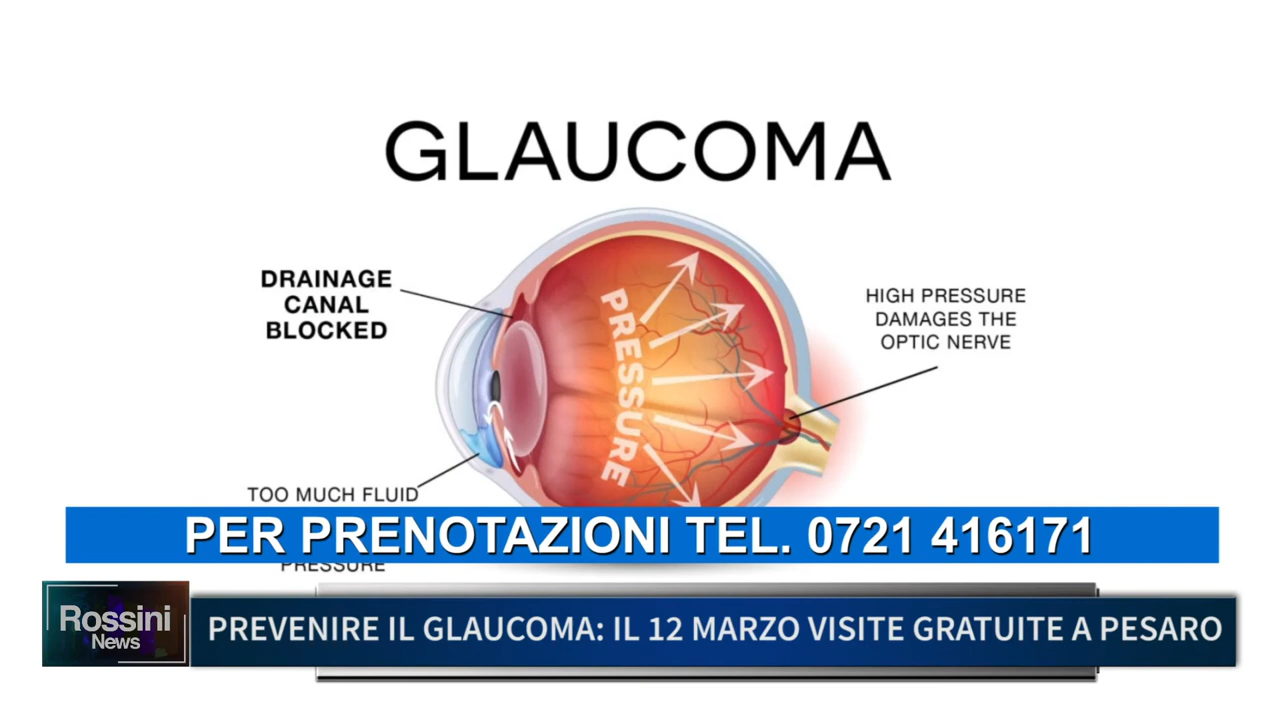 GLAUCOMA
DRAINAGE
CANAL
BLOCKED
PRESSURE
HIGH PRESSURE
DAMAGES THE
OPTIC NERVE
TOO MUCH FLUID
PER PRENOTAZIONI TEL. 0721 416171
PRESSURE
Rossini
News
PREVENIRE IL GLAUCOMA: IL 12 MARZO VISITE GRATUITE A PESARO